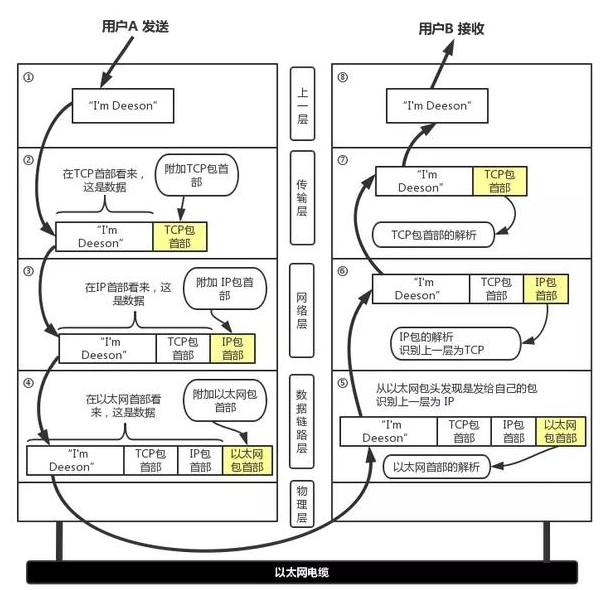 用户A 发送
用户B 接收
①
"I'm Deeson"
上一层
⑧
"I'm Deeson"
②
在TCP首部看来，
这是数据
附加TCP包首
部
"I'm
Deeson"
TCP包
首部
传输层
⑦
"I'm
Deeson"
TCP包
首部
TCP包首部的解析
③
在IP首部看来，这
是数据
附加 IP包首
部
"I'm
Deeson"
TCP包
首部
IP包
首部
网络层
⑥
"I'm
Deeson"
TCP包
首部
IP包
首部
IP包的解析
识别上一层为TCP
④
在以太网首部看
来，这是数据
附加以太网包
首部
"I'm
Deeson"
TCP包
首部
IP包
首部
以太网
包首部
数据链路层
⑤
从以太网包头发现是发给自己的包
识别上一层为 IP
"I'm
Deeson"
TCP包
首部
IP包
首部
以太网
包首部
以太网首部的解析
物理层
以太网电缆